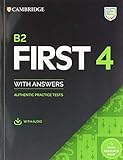 CAMBRIDGE
B2
FIRST 4
WITH ANSWERS
AUTHENTIC PRACTICE TESTS
WITH AUDIO